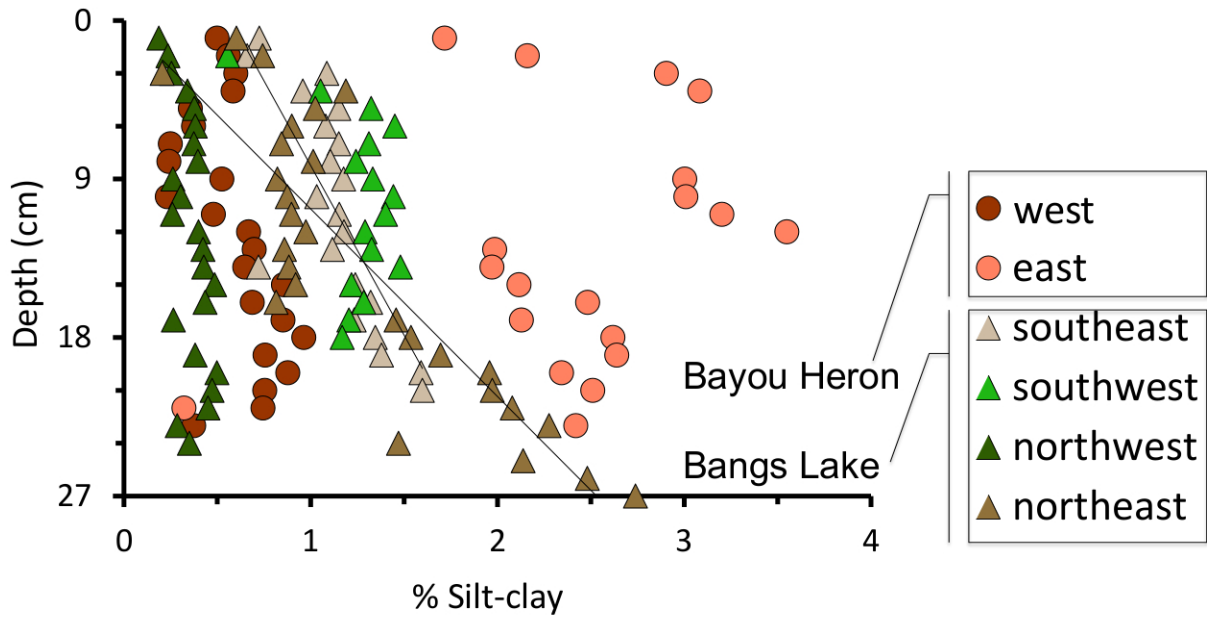 0
9
18
27
Depth (cm)
0 1 2 3 4
% Silt-clay
Bayou Heron
west
east
Bangs Lake
southeast
southwest
northwest
northeast